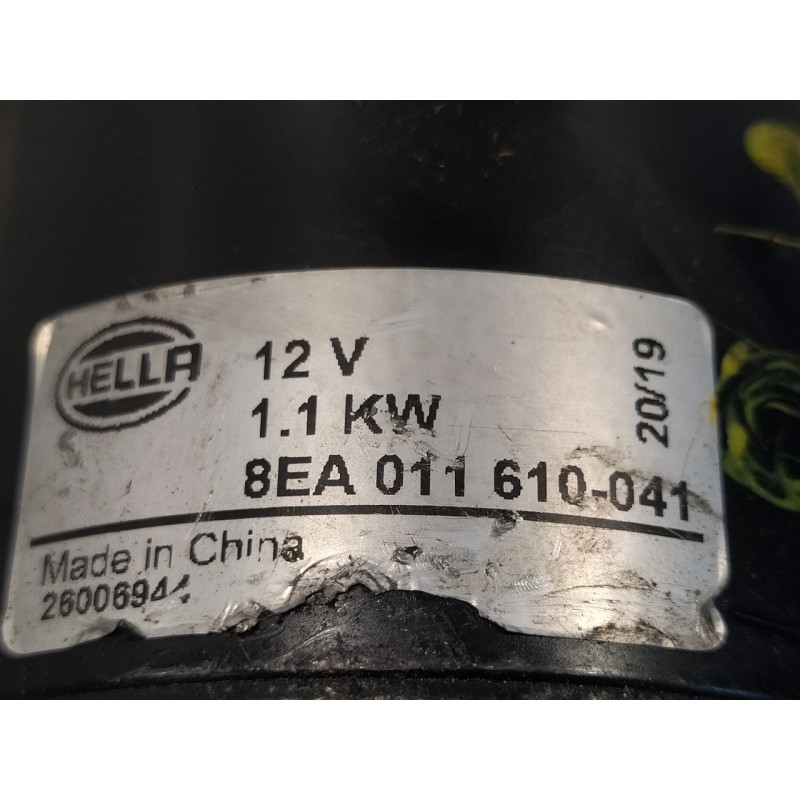 HELLA
12 V
1.1 KW
8EA 011 610-041
20/19
Made in China
26006944